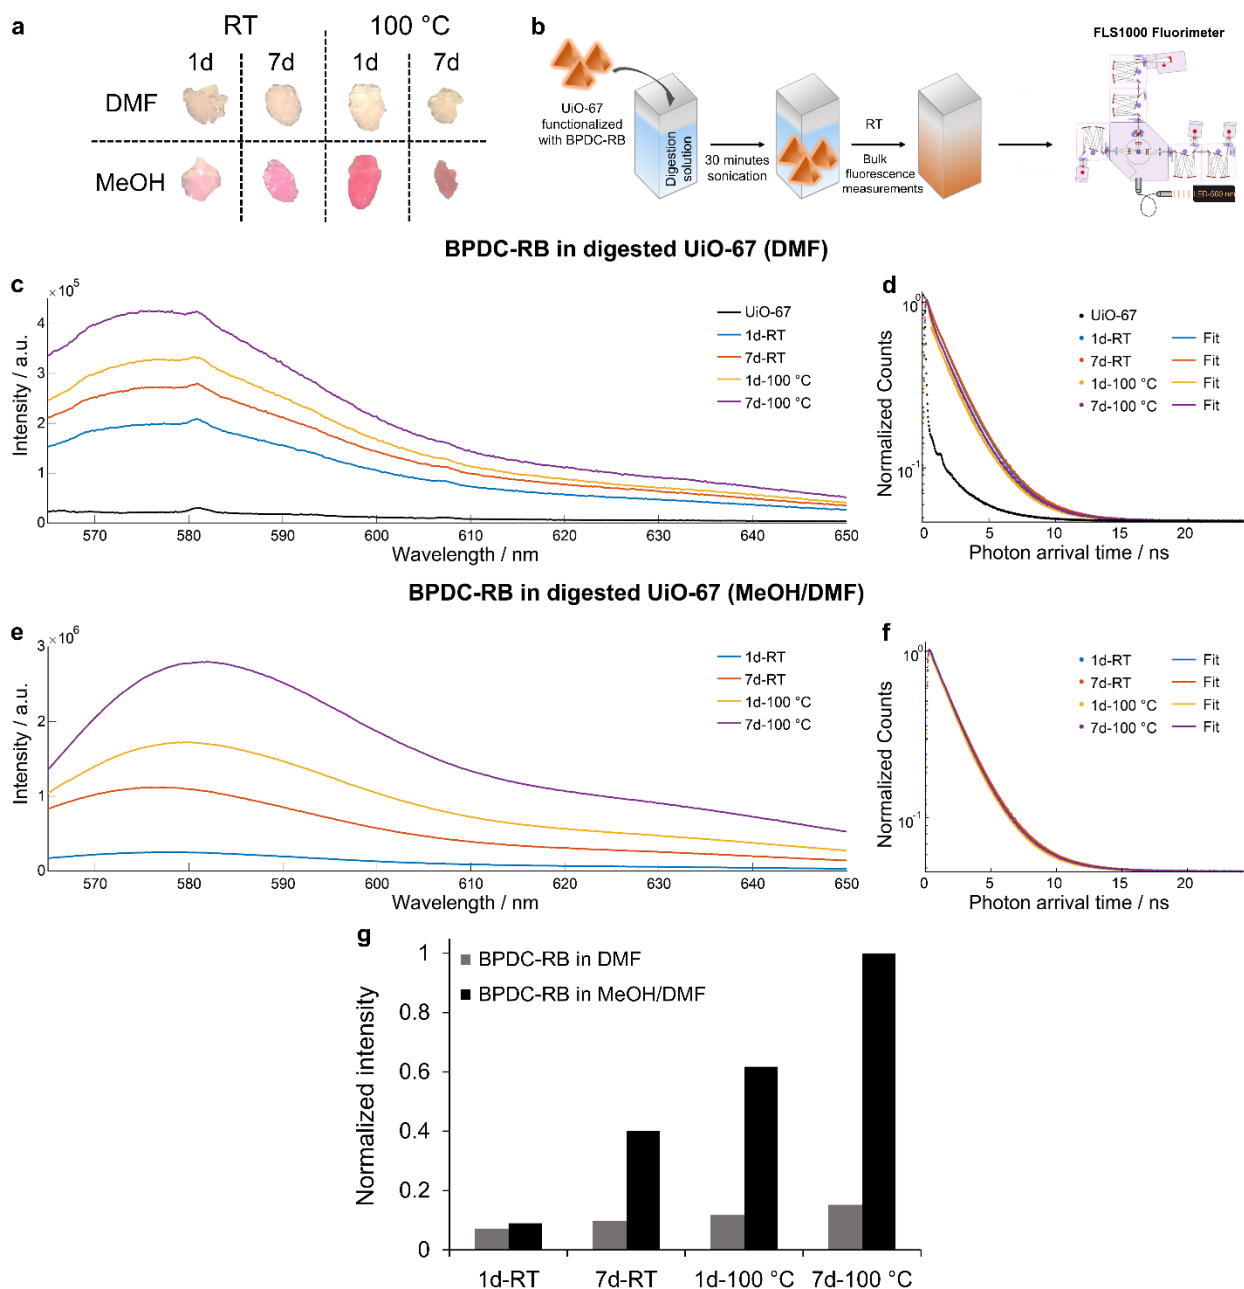 a
RT
100 °C
1d
7d
1d
7d
DMF
MeOH
b
UiO-67
functionalized
with BPDC-RB
Digestion
solution
30 minutes
sonication
RT
Bulk
fluorescence
measurements
FLS1000 Fluorimeter
LED-560 nm
BPDC-RB in digested UiO-67 (DMF)
c
×10⁵
4
3
2
1
0
Intensity / a.u.
570
580
590
600
610
620
630
640
650
Wavelength / nm
UiO-67
1d-RT
7d-RT
1d-100 °C
7d-100 °C
d
10⁰
10⁻¹
Normalized Counts
0
5
10
15
20
Photon arrival time / ns
UiO-67
1d-RT
Fit
7d-RT
Fit
1d-100 °C
Fit
7d-100 °C
Fit
BPDC-RB in digested UiO-67 (MeOH/DMF)
e
×10⁶
3
2
1
0
Intensity / a.u.
570
580
590
600
610
620
630
640
650
Wavelength / nm
1d-RT
7d-RT
1d-100 °C
7d-100 °C
f
10⁰
10⁻¹
Normalized Counts
0
5
10
15
20
Photon arrival time / ns
1d-RT
Fit
7d-RT
Fit
1d-100 °C
Fit
7d-100 °C
Fit
g
1
0.8
0.6
0.4
0.2
0
Normalized intensity
BPDC-RB in DMF
BPDC-RB in MeOH/DMF
1d-RT
7d-RT
1d-100 °C
7d-100 °C